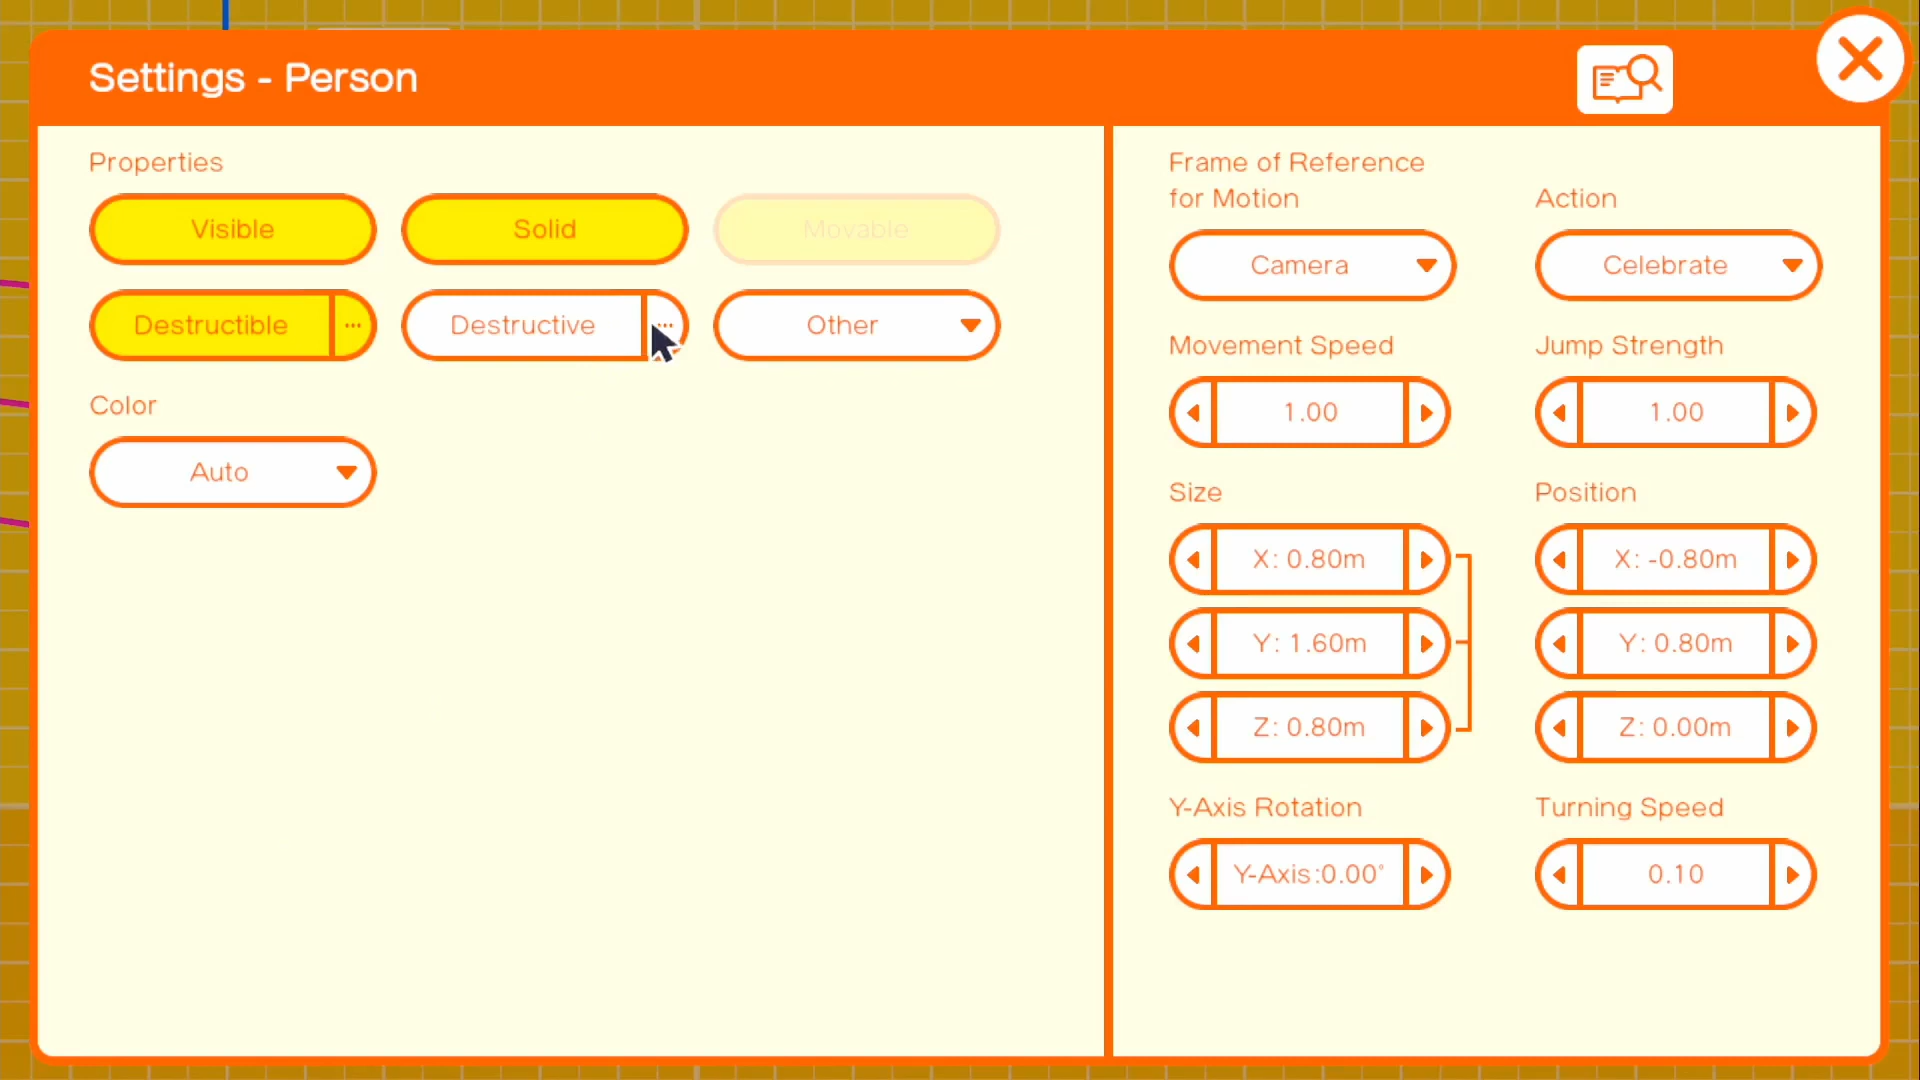 Settings - Person
Properties
Visible
Solid
Movable
Destructible
...
Destructive
...
Other
Color
Auto
Frame of Reference
for Motion
Camera
Action
Celebrate
Movement Speed
1.00
Jump Strength
1.00
Size
X: 0.80m
Y: 1.60m
Z: 0.80m
Position
X: -0.80m
Y: 0.80m
Z: 0.00m
Y-Axis Rotation
Y-Axis:0.00°
Turning Speed
0.10